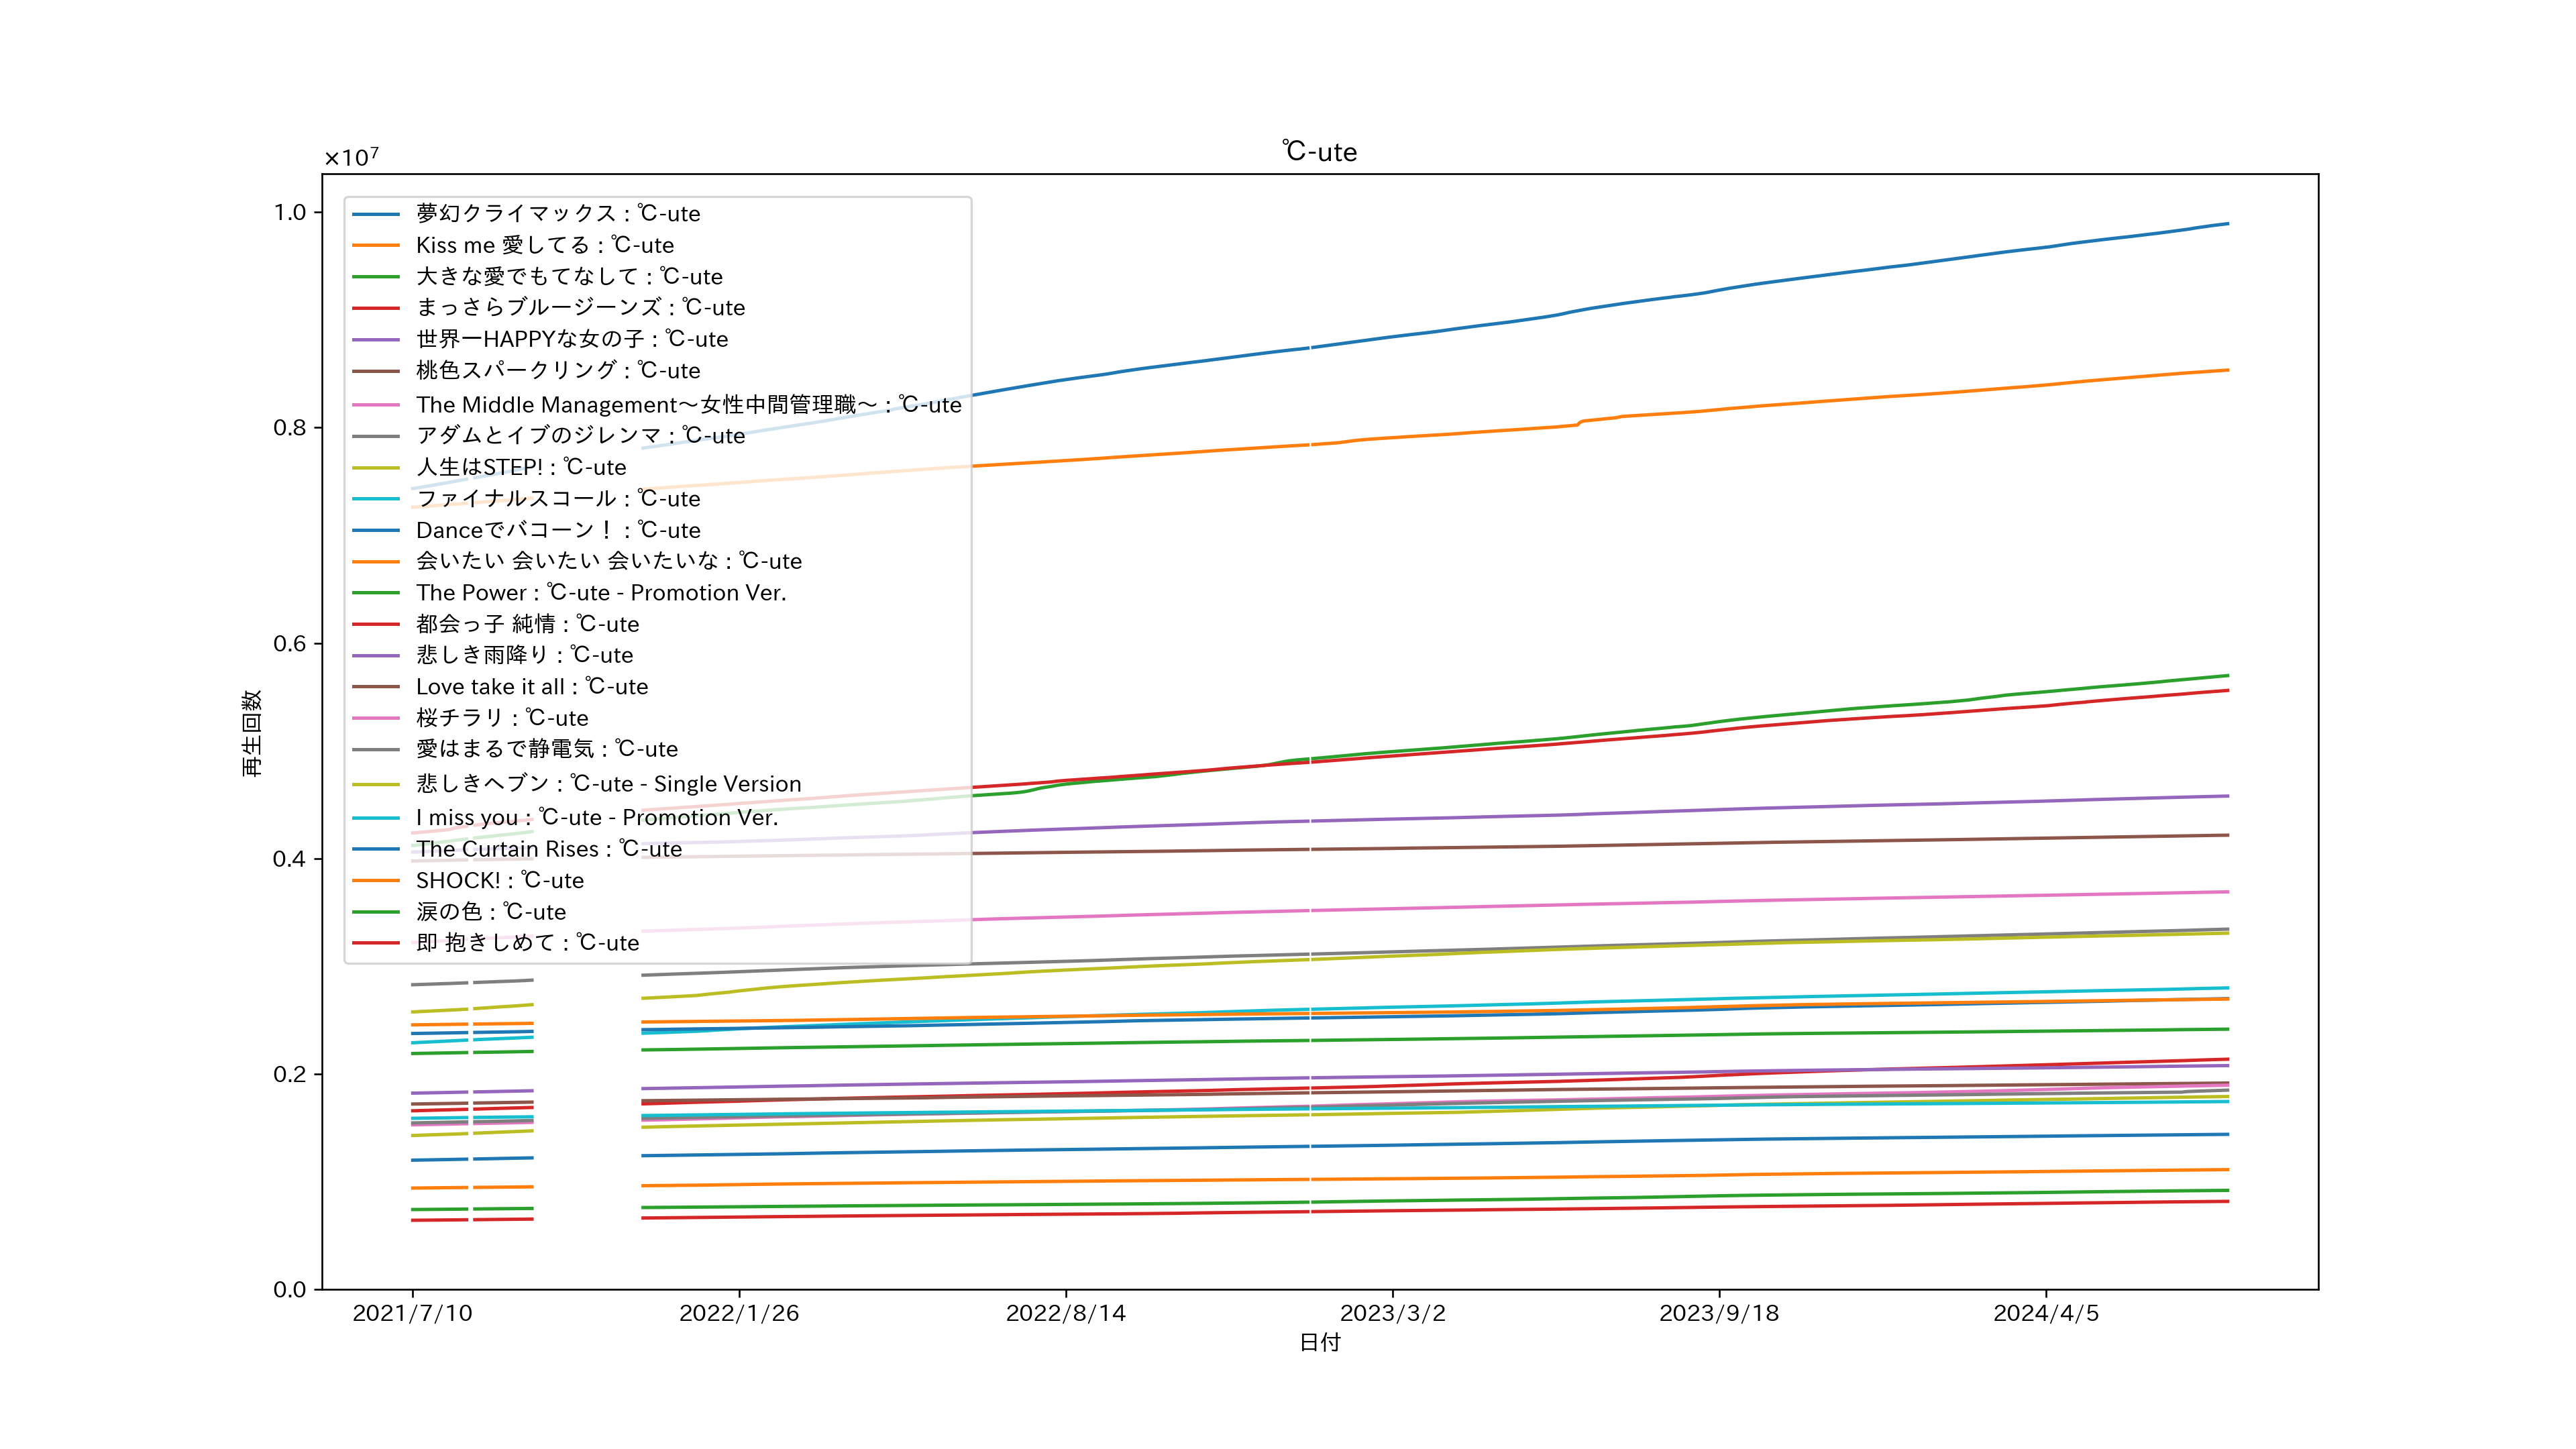 ℃-ute
×10⁷
1.0
0.8
0.6
0.4
0.2
0.0
再生回数
夢幻クライマックス : ℃-ute
Kiss me 愛してる : ℃-ute
大きな愛でもてなして : ℃-ute
まっさらブルージーンズ : ℃-ute
世界一HAPPYな女の子 : ℃-ute
桃色スパークリング : ℃-ute
The Middle Management～女性中間管理職～ : ℃-ute
アダムとイブのジレンマ : ℃-ute
人生はSTEP! : ℃-ute
ファイナルスコール : ℃-ute
Danceでバコーン！ : ℃-ute
会いたい 会いたい 会いたいな : ℃-ute
The Power : ℃-ute - Promotion Ver.
都会っ子 純情 : ℃-ute
悲しき雨降り : ℃-ute
Love take it all : ℃-ute
桜チラリ : ℃-ute
愛はまるで静電気 : ℃-ute
悲しきヘブン : ℃-ute - Single Version
I miss you : ℃-ute - Promotion Ver.
The Curtain Rises : ℃-ute
SHOCK! : ℃-ute
涙の色 : ℃-ute
即 抱きしめて : ℃-ute
2021/7/10 2022/1/26 2022/8/14 2023/3/2 2023/9/18 2024/4/5
日付